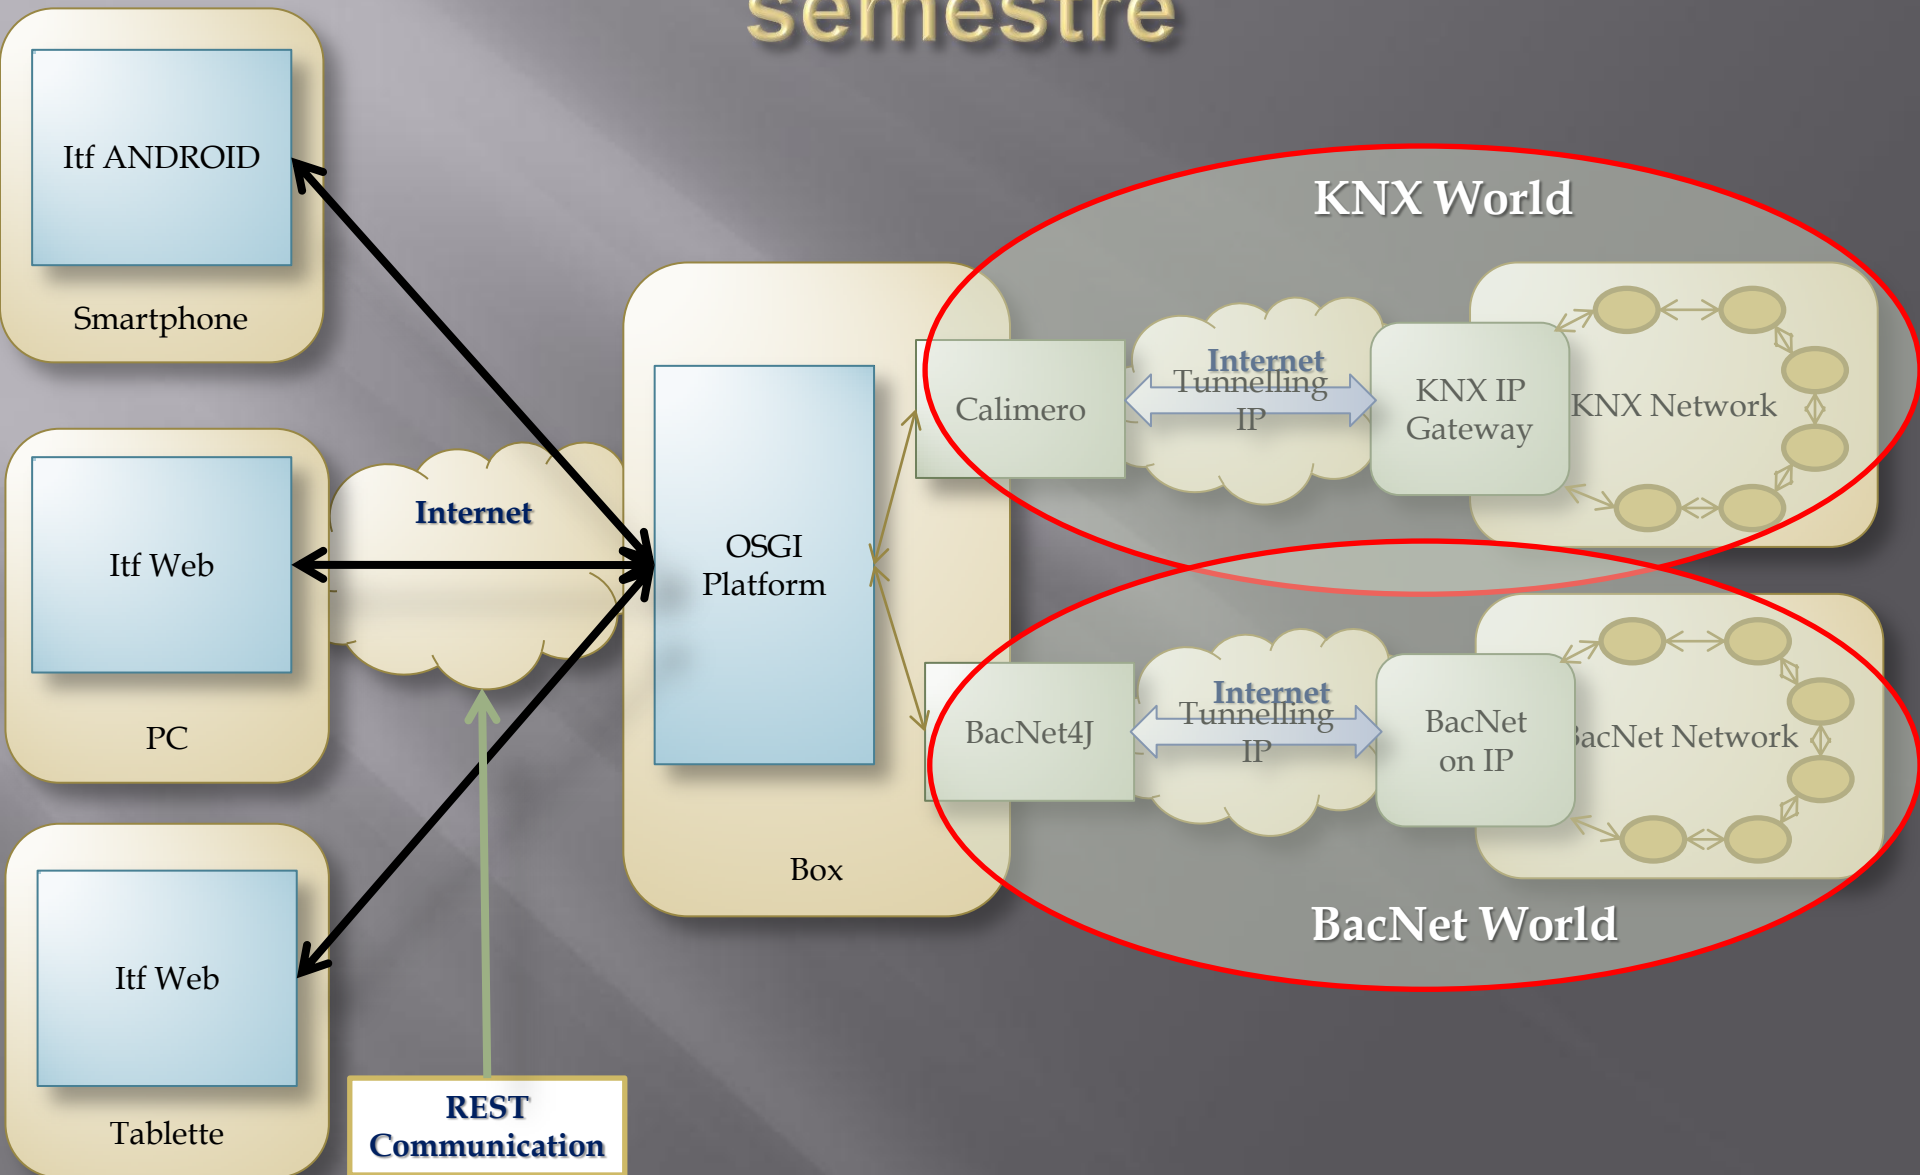 semestre
Itf ANDROID
Smartphone
Itf Web
PC
Itf Web
Tablette
Internet
REST
Communication
OSGI
Platform
Box
KNX World
Calimero
Internet
Tunnelling
IP
KNX IP
Gateway
KNX Network
BacNet4J
Internet
Tunnelling
IP
BacNet
on IP
BacNet Network
BacNet World